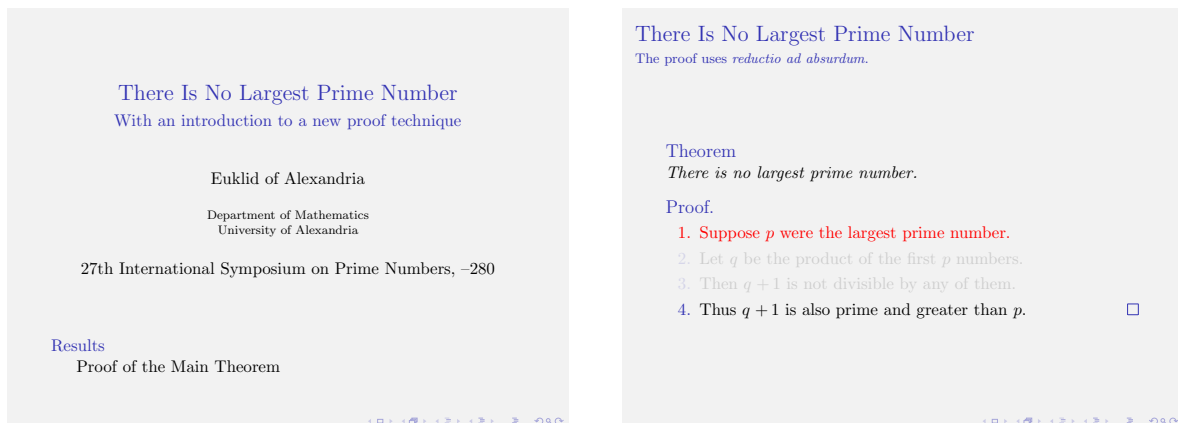 There Is No Largest Prime Number
With an introduction to a new proof technique
Euklid of Alexandria
Department of Mathematics
University of Alexandria
27th International Symposium on Prime Numbers, –280
Results
Proof of the Main Theorem
There Is No Largest Prime Number
The proof uses reductio ad absurdum.
Theorem
There is no largest prime number.
Proof.
1. Suppose p were the largest prime number.
2. Let q be the product of the first p numbers.
3. Then q + 1 is not divisible by any of them.
4. Thus q + 1 is also prime and greater than p.